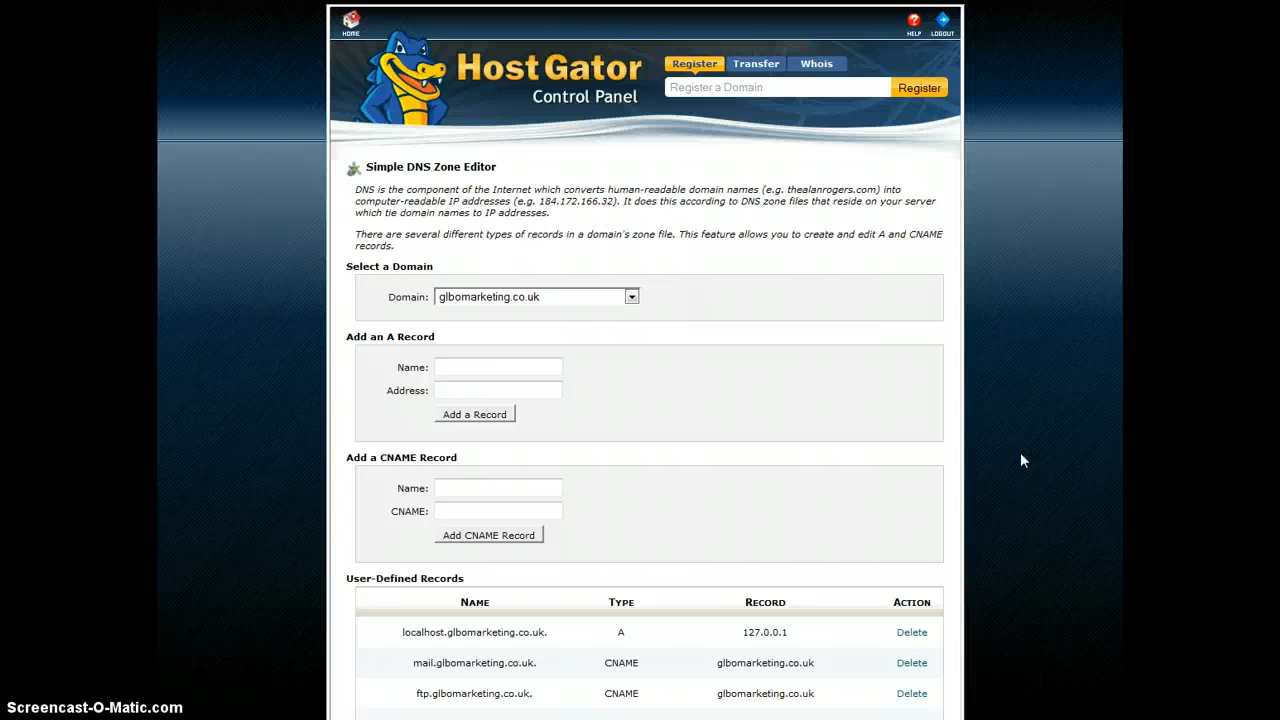 HOME
HELP
LOGOUT
HostGator
Control Panel
Register
Transfer
Whois
Register a Domain
Register
Simple DNS Zone Editor
DNS is the component of the Internet which converts human-readable domain names (e.g. thealanrogers.com) into
computer-readable IP addresses (e.g. 184.172.166.32). It does this according to DNS zone files that reside on your server
which tie domain names to IP addresses.
There are several different types of records in a domain's zone file. This feature allows you to create and edit A and CNAME
records.
Select a Domain
Domain: glbomarketing.co.uk
Add an A Record
Name:
Address:
Add a Record
Add a CNAME Record
Name:
CNAME:
Add CNAME Record
User-Defined Records
NAME TYPE RECORD ACTION
localhost.glbomarketing.co.uk. A 127.0.0.1 Delete
mail.glbomarketing.co.uk. CNAME glbomarketing.co.uk Delete
ftp.glbomarketing.co.uk. CNAME glbomarketing.co.uk Delete
Screencast-O-Matic.com